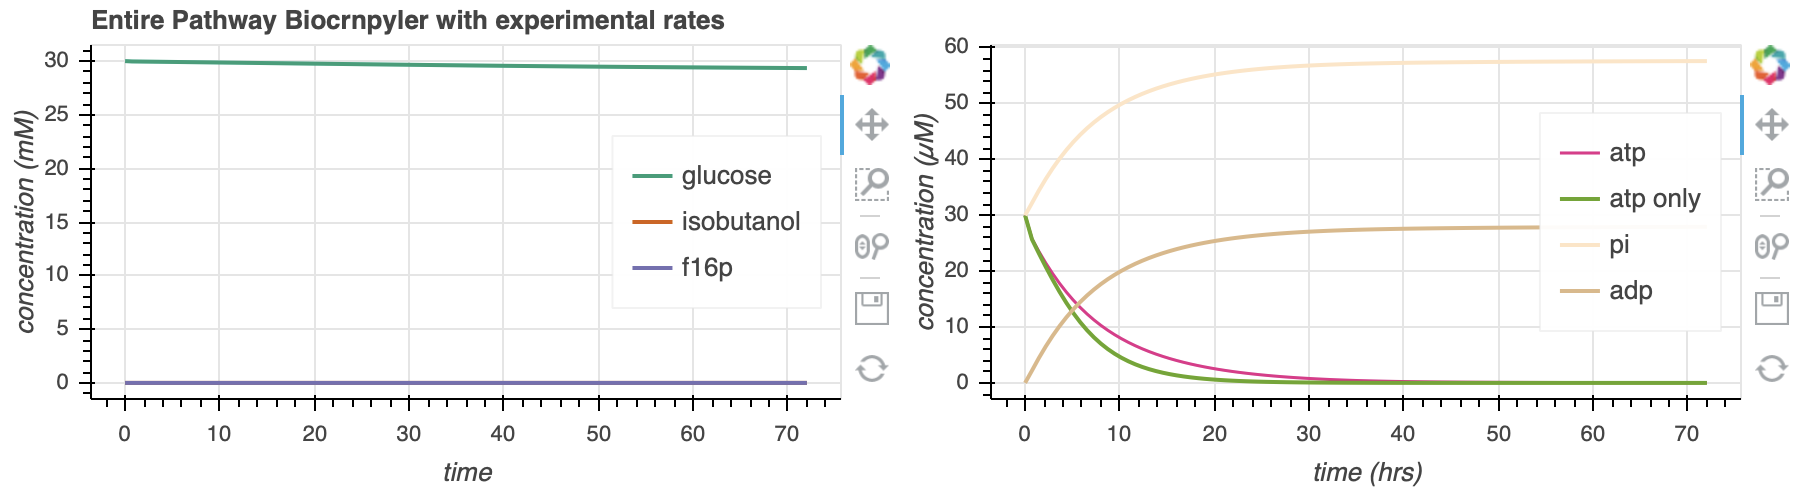 Entire Pathway Biocrnpyler with experimental rates
30
25
20
15
10
5
0
concentration (mM)
glucose
isobutanol
f16p
0 10 20 30 40 50 60 70
time
60
50
40
30
20
10
0
concentration (μM)
atp
atp only
pi
adp
0 10 20 30 40 50 60 70
time (hrs)